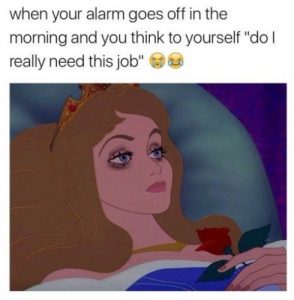 when your alarm goes off in the
morning and you think to yourself "do I
really need this job" 😭😂